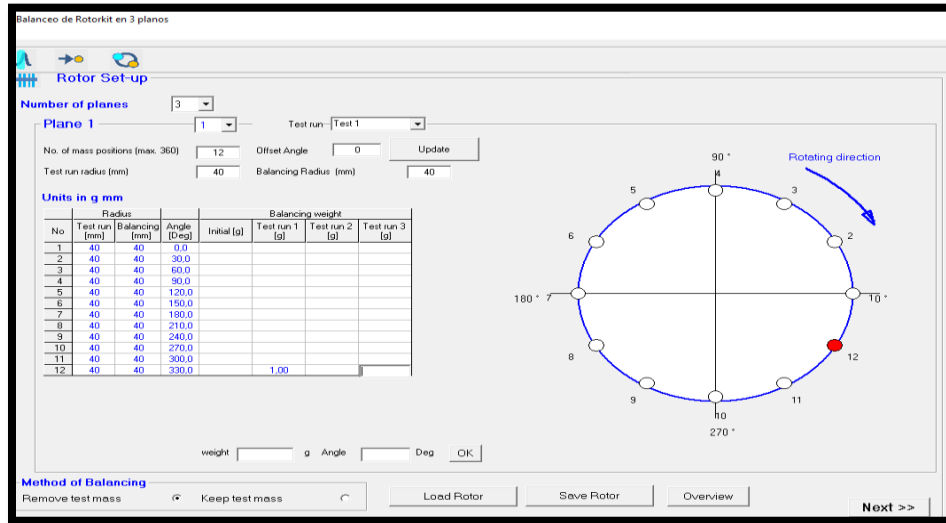 Balanceo de Rotorkit en 3 planos
Rotor Set-up
Number of planes 3
Plane 1 1 Test run Test 1
No. of mass positions (max. 360) 12 Offset Angle 0 Update
Test run radius (mm) 40 Balancing Radius (mm) 40
Units in g mm
Radius Balancing weight
No Test run [mm] Balancing [mm] Angle [Deg] Initial [g] Test run 1 [g] Test run 2 [g] Test run 3 [g]
1 40 40 0,0
2 40 40 30,0
3 40 40 60,0
4 40 40 90,0
5 40 40 120,0
6 40 40 150,0
7 40 40 180,0
8 40 40 210,0
9 40 40 240,0
10 40 40 270,0
11 40 40 300,0
12 40 40 330,0 1,00
90 °
Rotating direction
4
5 3
6 2
180 ° 7 10 °
8 12
9 11
10
270 °
weight g Angle Deg OK
Method of Balancing
Remove test mass Keep test mass
Load Rotor Save Rotor Overview
Next >>